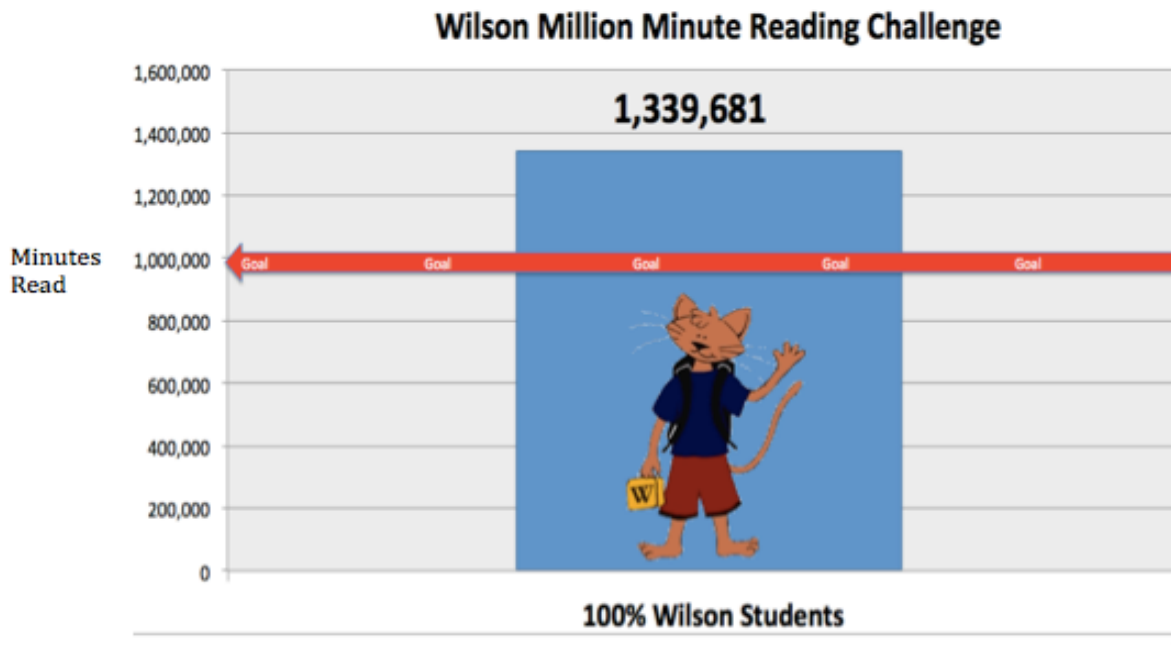 Wilson Million Minute Reading Challenge
1,600,000
1,339,681
1,400,000
1,200,000
Minutes
Read
1,000,000
Goal Goal Goal Goal Goal
800,000
600,000
400,000
W
200,000
0
100% Wilson Students